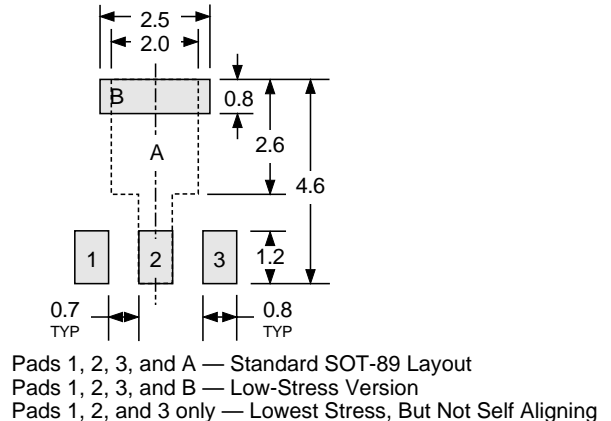 2.5
2.0
B
0.8
A
2.6
4.6
1 2 3 1.2
0.7 0.8
TYP TYP
Pads 1, 2, 3, and A — Standard SOT-89 Layout
Pads 1, 2, 3, and B — Low-Stress Version
Pads 1, 2, and 3 only — Lowest Stress, But Not Self Aligning